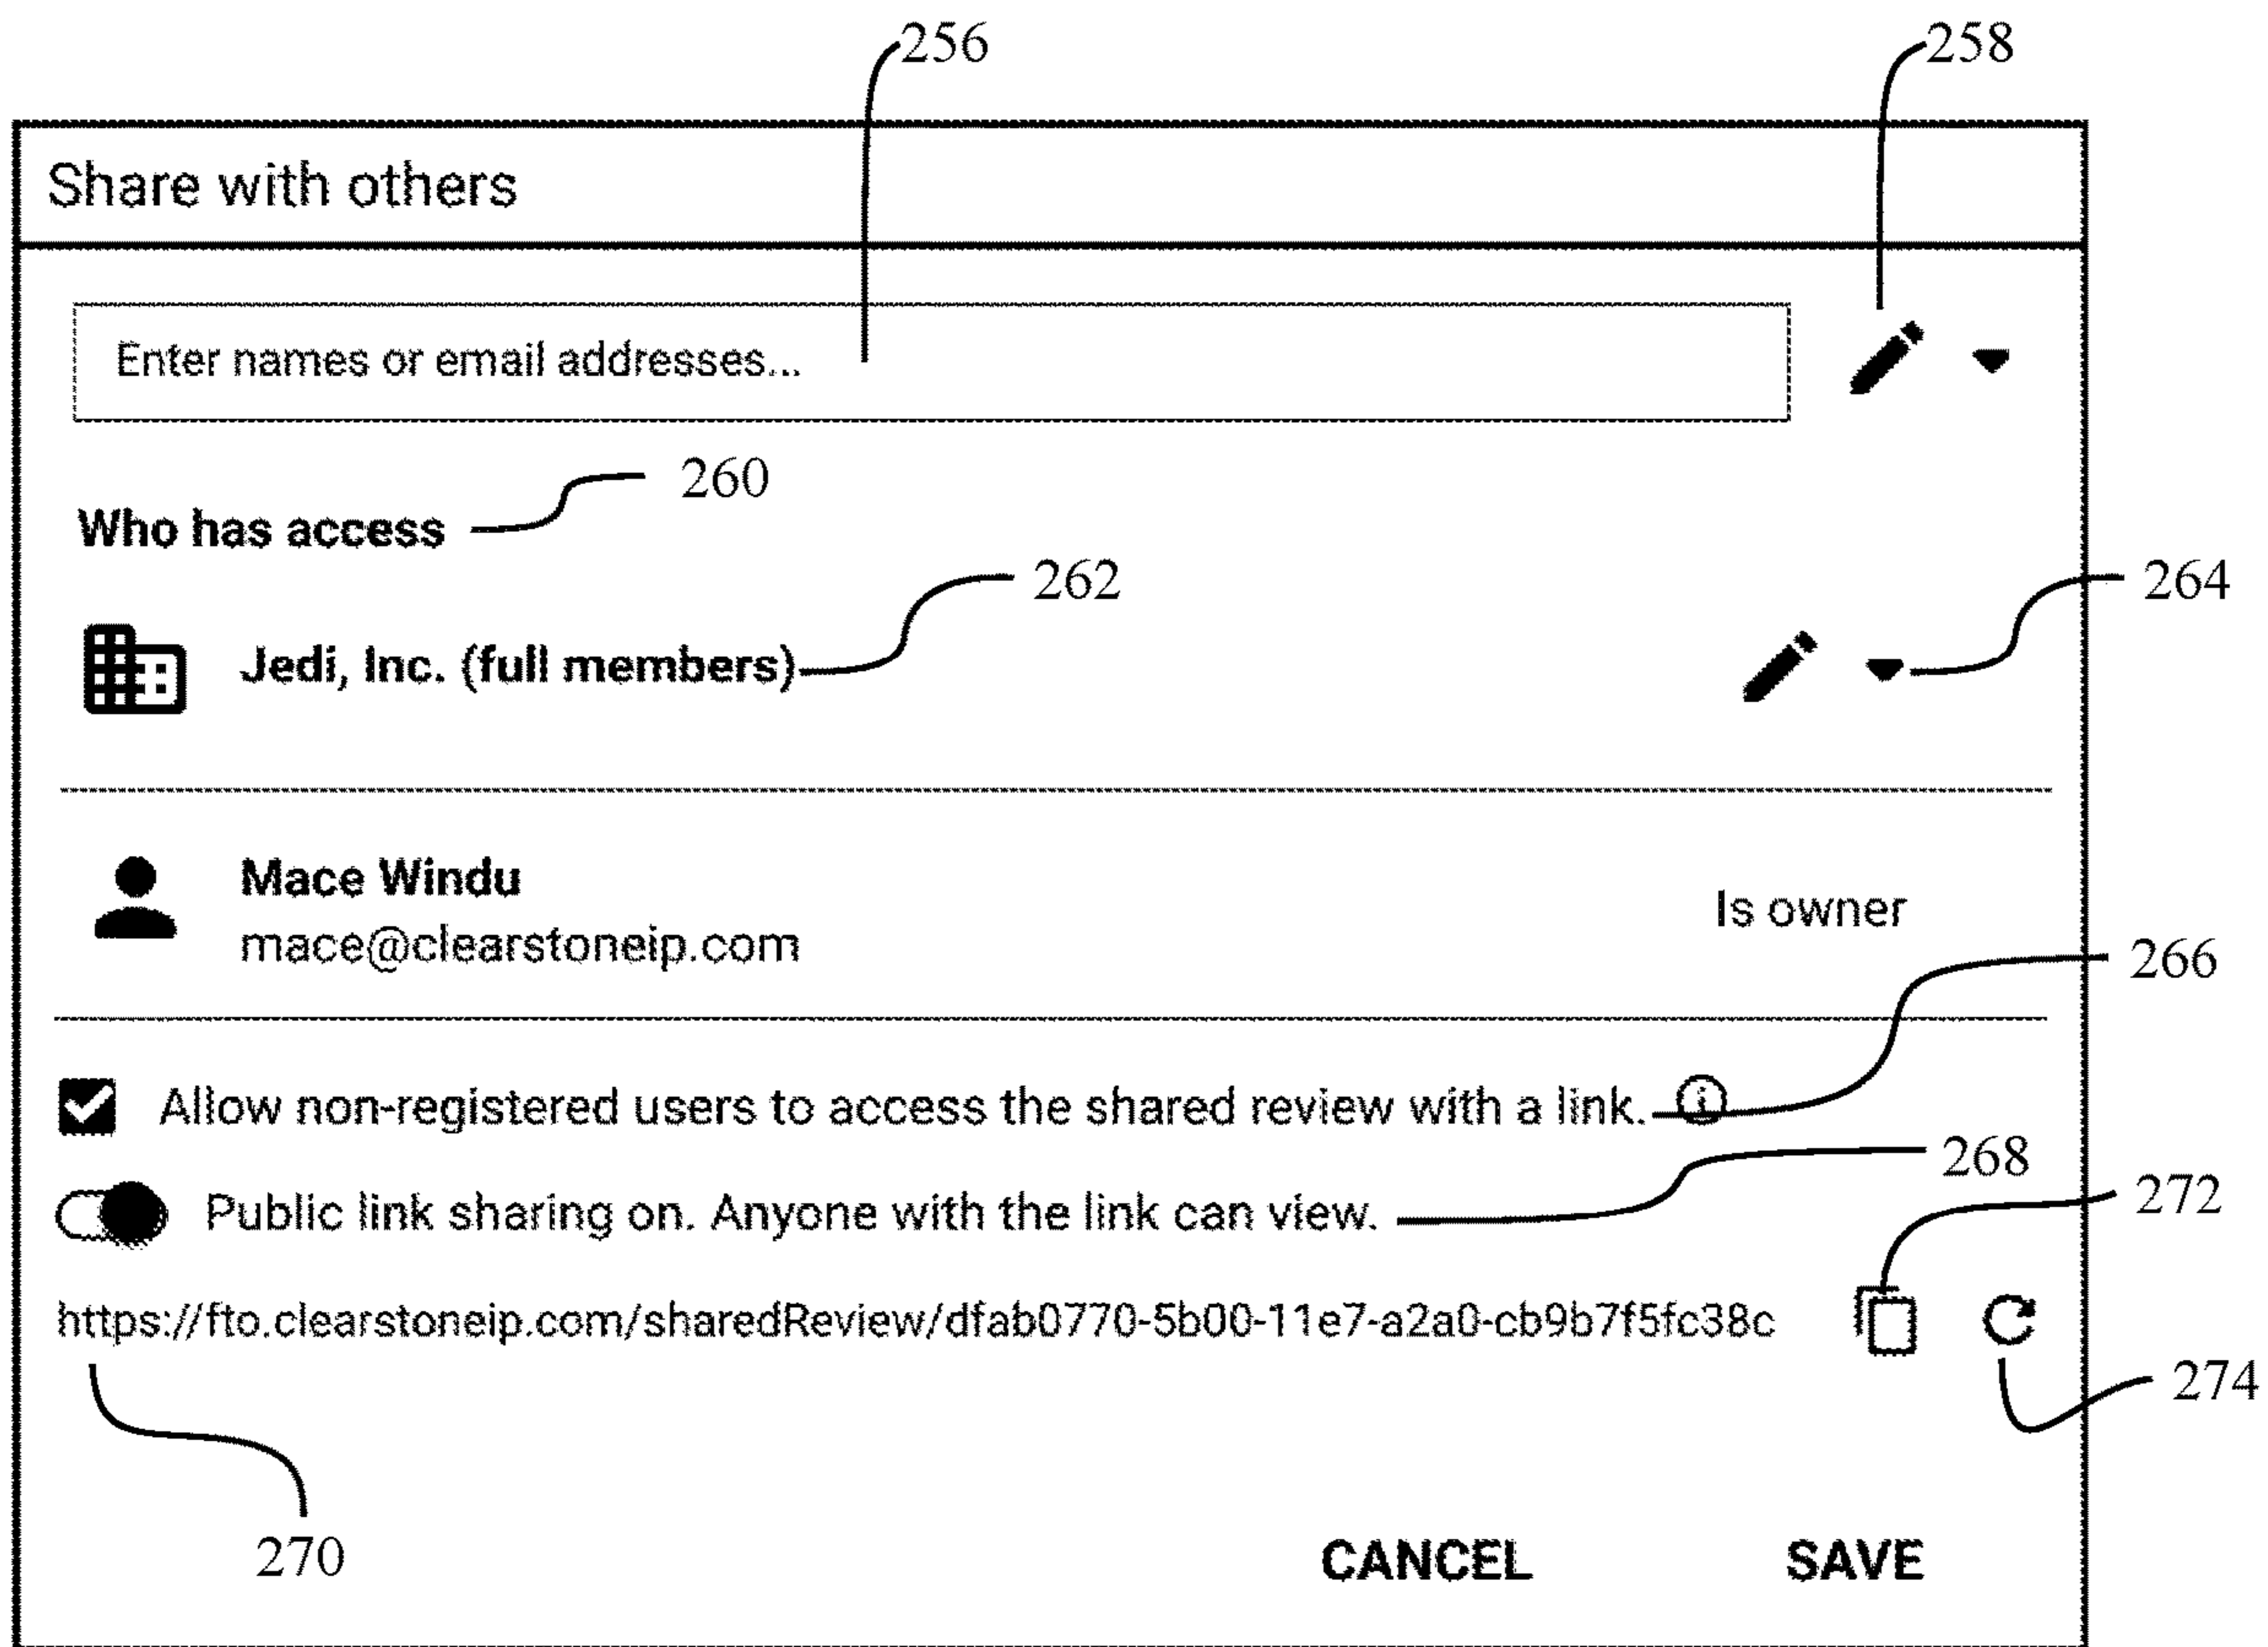 256
258
Share with others
Enter names or email addresses...
260
Who has access
262
264
Jedi, Inc. (full members)
Mace Windu
mace@clearstoneip.com
Is owner
266
Allow non-registered users to access the shared review with a link. i
268
Public link sharing on. Anyone with the link can view.
272
https://fto.clearstoneip.com/sharedReview/dfab0770-5b00-11e7-a2a0-cb9b7f5fc38c
274
270
CANCEL
SAVE